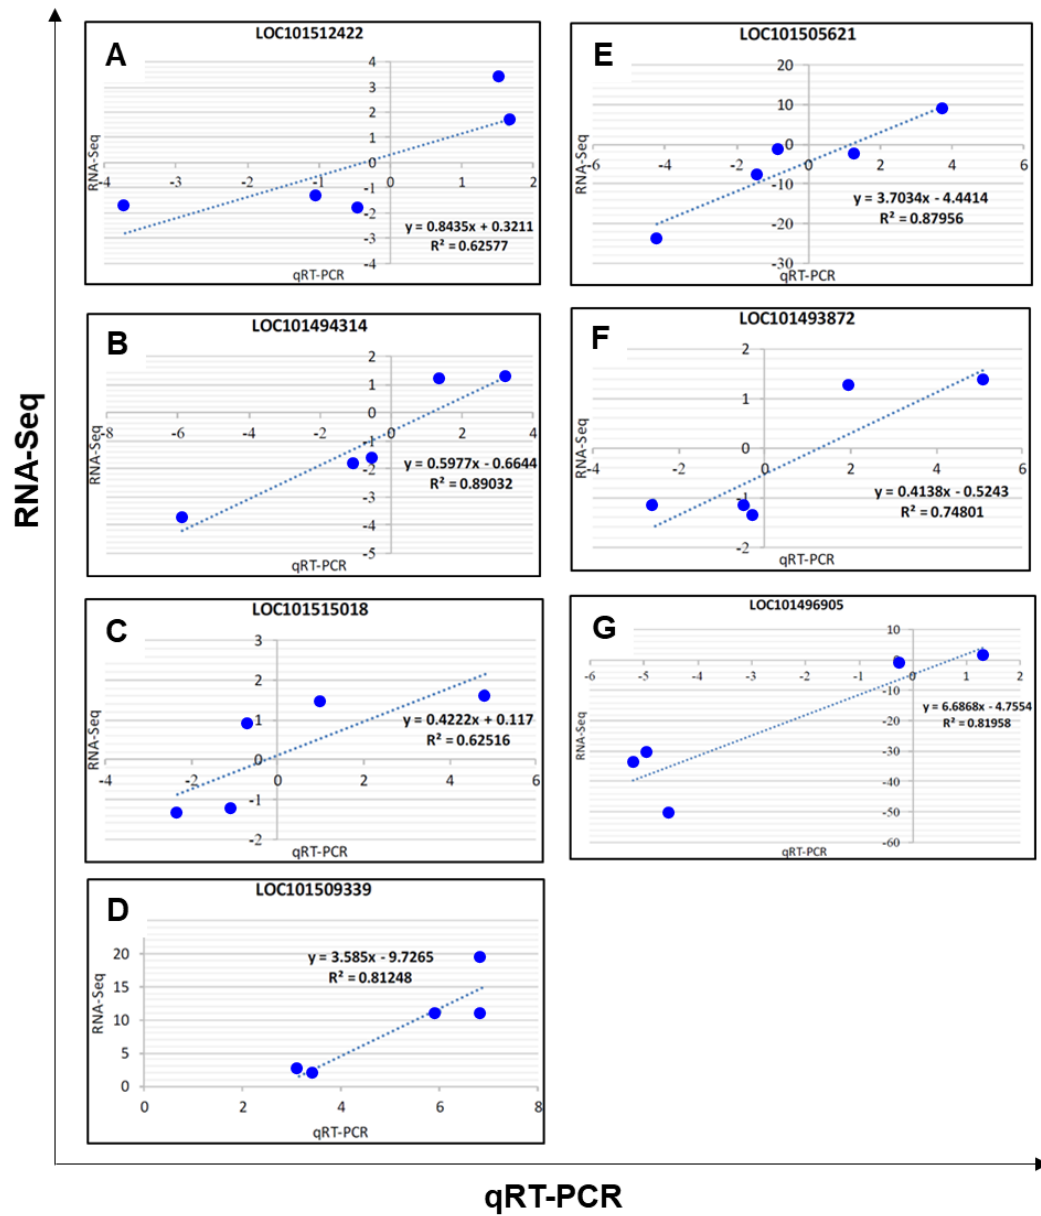 RNA-Seq
qRT-PCR
A
LOC101512422
4
3
2
1
0
-1
-2
-3
-4
-4
-3
-2
-1
0
1
2
RNA-Seq
y = 0.8435x + 0.3211
R² = 0.62577
qRT-PCR
B
LOC101494314
2
1
0
-1
-2
-3
-4
-5
-8
-6
-4
-2
0
2
4
RNA-Seq
y = 0.5977x - 0.6644
R² = 0.89032
qRT-PCR
C
LOC101515018
3
2
1
0
-1
-2
-4
-2
0
2
4
6
RNA-Seq
y = 0.4222x + 0.117
R² = 0.62516
qRT-PCR
D
LOC101509339
20
15
10
5
0
0
2
4
6
8
RNA-Seq
y = 3.585x - 9.7265
R² = 0.81248
qRT-PCR
E
LOC101505621
20
10
0
-10
-20
-30
-6
-4
-2
0
2
4
6
y = 3.7034x - 4.4414
R² = 0.87956
qRT-PCR
RNA-Seq
F
LOC101493872
2
1
0
-1
-2
-4
-2
0
2
4
6
RNA-Seq
y = 0.4138x - 0.5243
R² = 0.74801
qRT-PCR
G
LOC101496905
10
0
-10
-20
-30
-40
-50
-60
-6
-5
-4
-3
-2
-1
0
1
2
RNA-Seq
y = 6.6868x - 4.7554
R² = 0.81958
qRT-PCR